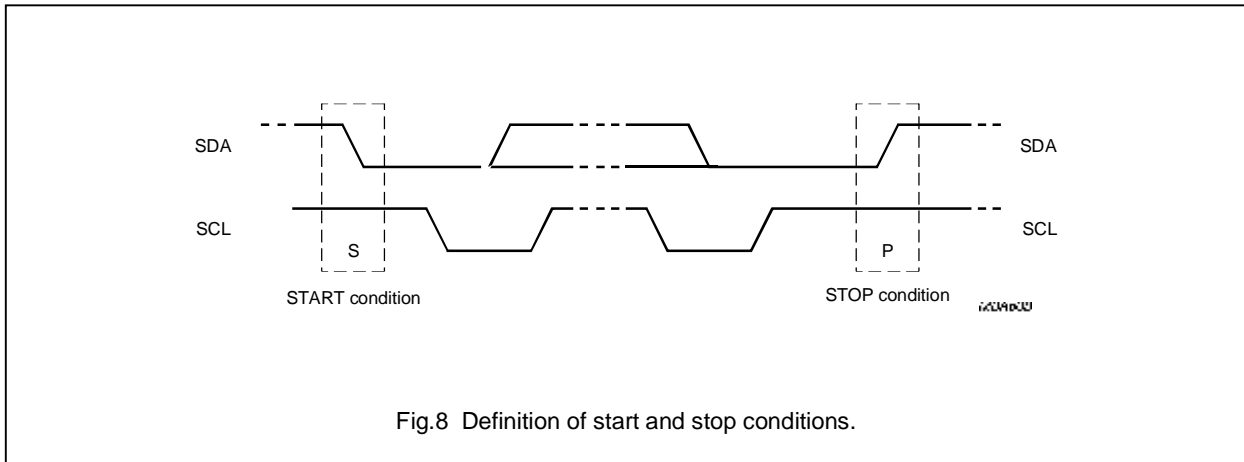 SDA
SDA
SCL
SCL
S
P
START condition
STOP condition
Fig.8 Definition of start and stop conditions.